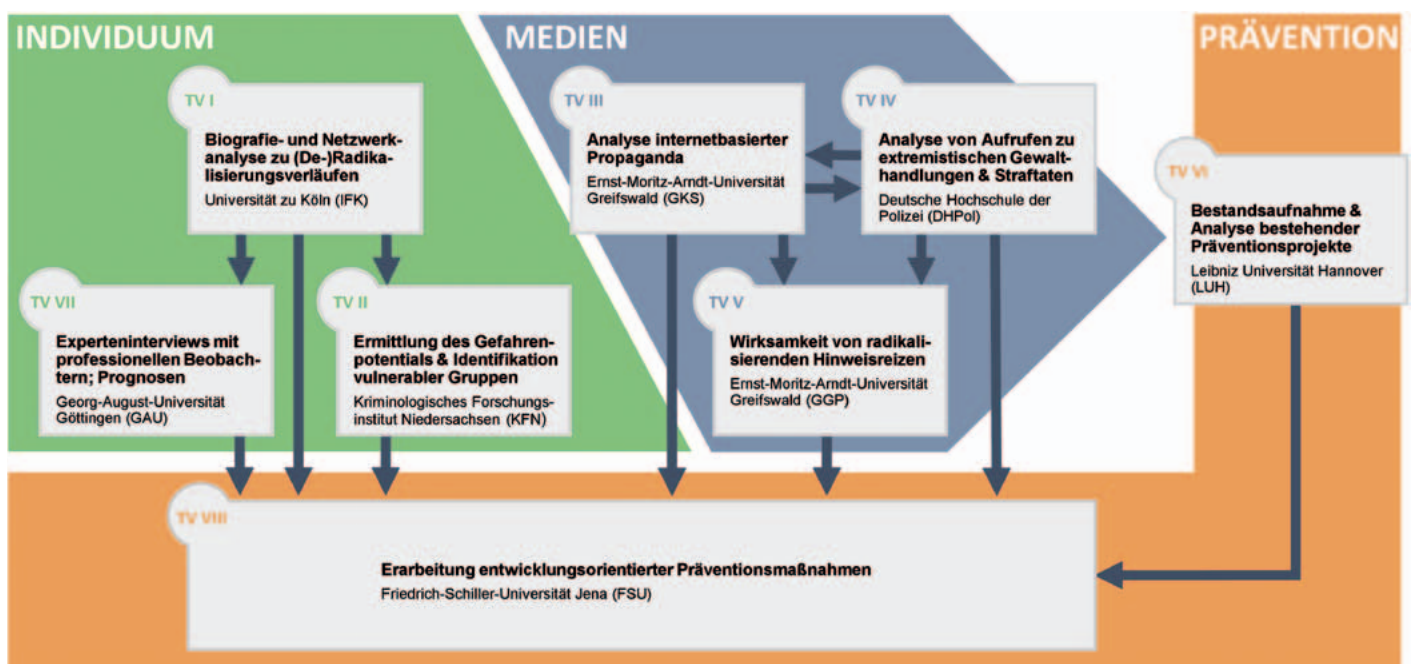 INDIVIDUUM
TV I
Biografie- und Netzwerk-
analyse zu (De-)Radika-
lisierungsverläufen
Universität zu Köln (IFK)
TV VII
Experteninterviews mit
professionellen Beobach-
tern; Prognosen
Georg-August-Universität
Göttingen (GAU)
TV II
Ermittlung des Gefahren-
potentials & Identifikation
vulnerabler Gruppen
Kriminologisches Forschungs-
institut Niedersachsen (KFN)
MEDIEN
TV III
Analyse internetbasierter
Propaganda
Ernst-Moritz-Arndt-Universität
Greifswald (GKS)
TV IV
Analyse von Aufrufen zu
extremistischen Gewalt-
handlungen & Straftaten
Deutsche Hochschule der
Polizei (DHPol)
TV V
Wirksamkeit von radikali-
sierenden Hinweisreizen
Ernst-Moritz-Arndt-Universität
Greifswald (GGP)
PRÄVENTION
TV VI
Bestandsaufnahme &
Analyse bestehender
Präventionsprojekte
Leibniz Universität Hannover
(LUH)
TV VIII
Erarbeitung entwicklungsorientierter Präventionsmaßnahmen
Friedrich-Schiller-Universität Jena (FSU)